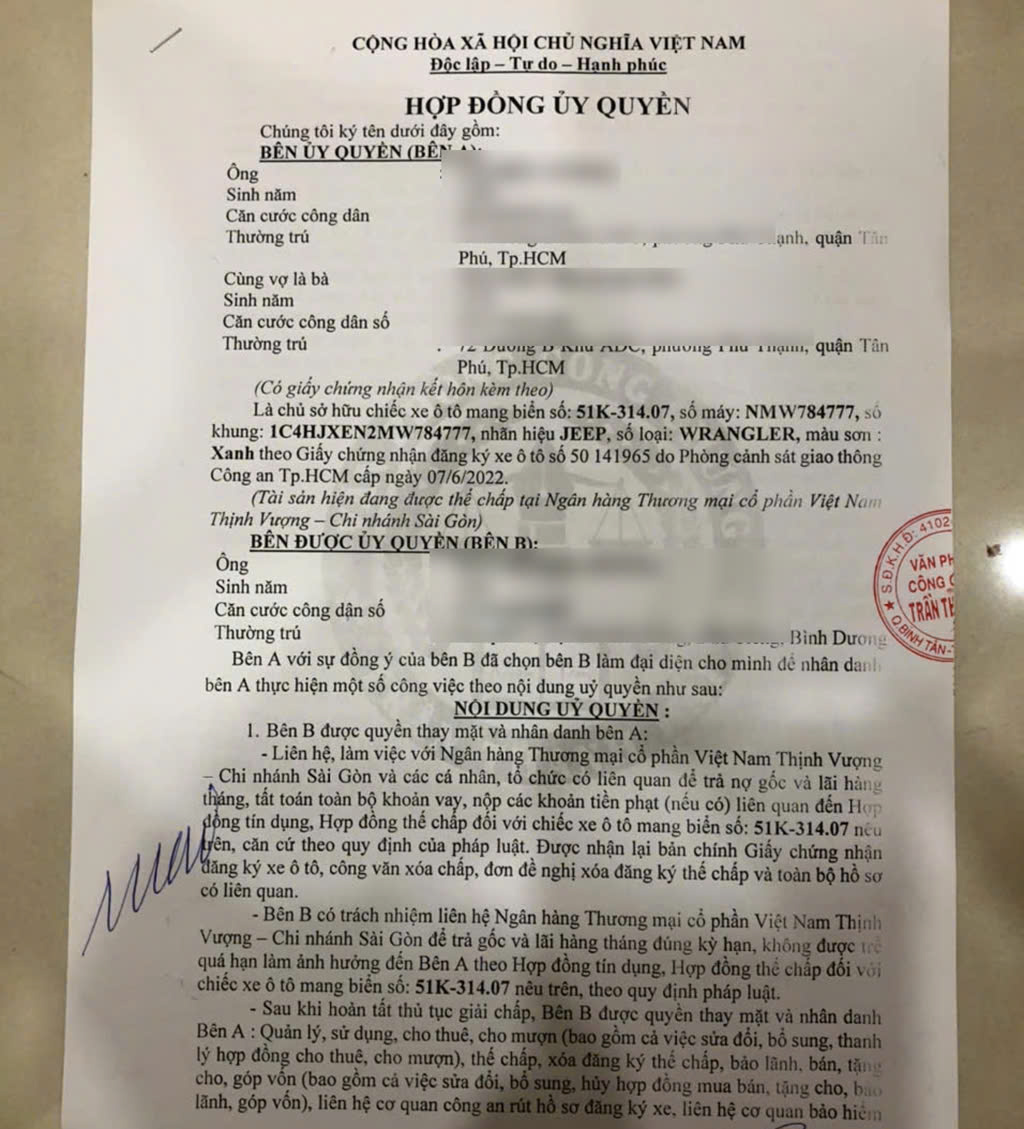 CỘNG HÒA XÃ HỘI CHỦ NGHĨA VIỆT NAM
Độc lập – Tự do – Hạnh phúc
HỢP ĐỒNG ỦY QUYỀN
Chúng tôi ký tên dưới đây gồm:
BÊN ỦY QUYỀN (BÊN A):
Ông :
Sinh năm
Căn cước công dân
Thường trú quận Tân
Phú, Tp.HCM
Cùng vợ là bà
Sinh năm
Căn cước công dân số
Thường trú : quận Tân
Phú, Tp.HCM
(Có giấy chứng nhận kết hôn kèm theo)
Là chủ sở hữu chiếc xe ô tô mang biển số: 51K-314.07, số máy: NMW784777, số
khung: 1C4HJXEN2MW784777, nhãn hiệu JEEP, số loại: WRANGLER, màu sơn :
Xanh theo Giấy chứng nhận đăng ký xe ô tô số 50 141965 do Phòng cảnh sát giao thông
Công an Tp.HCM cấp ngày 07/6/2022.
(Tài sản hiện đang được thế chấp tại Ngân hàng Thương mại cổ phần Việt Nam
Thịnh Vượng – Chi nhánh Sài Gòn)
BÊN ĐƯỢC ỦY QUYỀN (BÊN B):
Ông
Sinh năm
Căn cước công dận số
Thường trú Bình Dương
S.Đ.K.H.Đ: 4102
VĂN PH
CÔNG
TRẦN TH
★ Q.BÌNH TÂN-T
Bên A với sự đồng ý của bên B đã chọn bên B làm đại diện cho mình để nhân danh
bên A thực hiện một số công việc theo nội dung uỷ quyền như sau:
NỘI DUNG UỶ QUYỀN :
1. Bên B được quyền thay mặt và nhân danh bên A:
- Liên hệ, làm việc với Ngân hàng Thương mại cổ phần Việt Nam Thịnh Vượng
– Chi nhánh Sài Gòn và các cá nhân, tổ chức có liên quan để trả nợ gốc và lãi hàng
tháng, tất toán toàn bộ khoản vay, nộp các khoản tiền phạt (nếu có) liên quan đến Hợp
đồng tín dụng, Hợp đồng thế chấp đối với chiếc xe ô tô mang biển số: 51K-314.07 nêu
trên, căn cứ theo quy định của pháp luật. Được nhận lại bản chính Giấy chứng nhận
đăng ký xe ô tô, công văn xóa chấp, đơn đề nghị xóa đăng ký thế chấp và toàn bộ hồ sơ
có liên quan.
- Bên B có trách nhiệm liên hệ Ngân hàng Thương mại cổ phần Việt Nam Thịnh
Vượng – Chi nhánh Sài Gòn để trả gốc và lãi hàng tháng đúng kỳ hạn, không được trễ
quá hạn làm ảnh hưởng đến Bên A theo Hợp đồng tín dụng, Hợp đồng thế chấp đối với
chiếc xe ô tô mang biển số: 51K-314.07 nêu trên, theo quy định pháp luật.
- Sau khi hoàn tất thủ tục giải chấp, Bên B được quyền thay mặt và nhân danh
Bên A : Quản lý, sử dụng, cho thuê, cho mượn (bao gồm cả việc sửa đổi, bổ sung, thanh
lý hợp đồng cho thuê, cho mượn), thế chấp, xóa đăng ký thế chấp, bảo lãnh, bán, tặng
cho, góp vốn (bao gồm cả việc sửa đổi, bổ sung, hủy hợp đồng mua bán, tặng cho, bao
lãnh, góp vốn), liên hệ cơ quan công an rút hồ sơ đăng ký xe, liên hệ cơ quan bảo hiểm